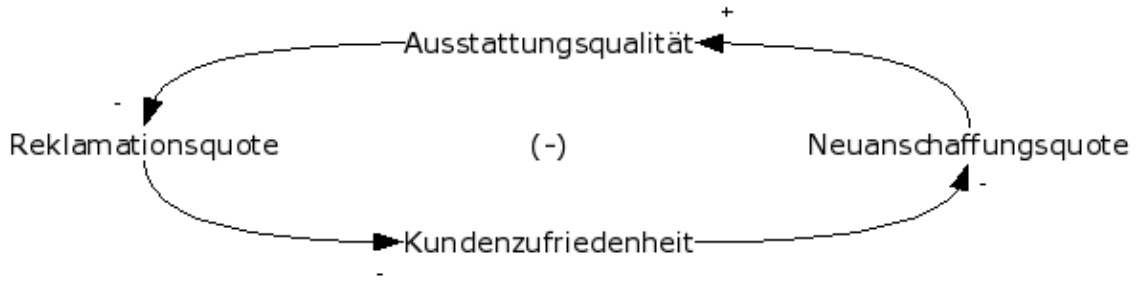 +
Ausstattungsqualität
-
Reklamationsquote (-) Neuanschaffungsquote
-
Kundenzufriedenheit
-